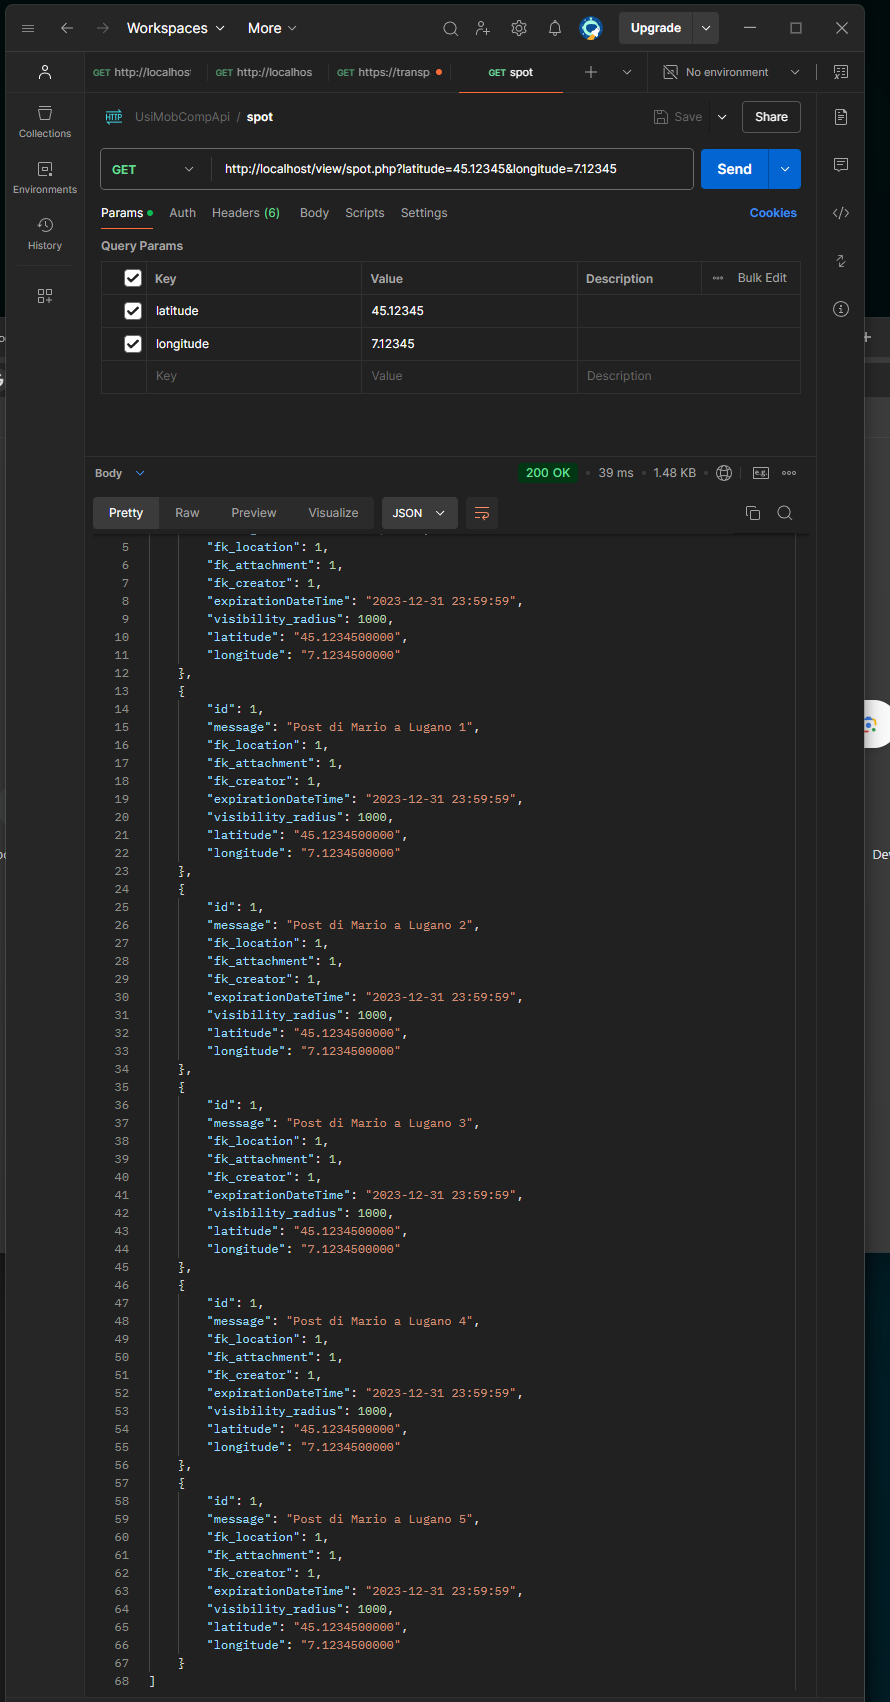 Workspaces More Upgrade
GET http://localhos GET http://localhos GET https://transp GET spot No environment
UsiMobCompApi / spot Save Share
Collections
GET http://localhost/view/spot.php?latitude=45.12345&longitude=7.12345 Send
Environments
Params Auth Headers (6) Body Scripts Settings Cookies
History
Query Params
Key Value Description Bulk Edit
latitude 45.12345
longitude 7.12345
Key Value Description
Body 200 OK 39 ms 1.48 KB e.g.
Pretty Raw Preview Visualize JSON
5 "fk_location": 1,
6 "fk_attachment": 1,
7 "fk_creator": 1,
8 "expirationDateTime": "2023-12-31 23:59:59",
9 "visibility_radius": 1000,
10 "latitude": "45.1234500000",
11 "longitude": "7.1234500000"
12 },
13 {
14 "id": 1,
15 "message": "Post di Mario a Lugano 1",
16 "fk_location": 1,
17 "fk_attachment": 1,
18 "fk_creator": 1,
19 "expirationDateTime": "2023-12-31 23:59:59",
20 "visibility_radius": 1000,
21 "latitude": "45.1234500000",
22 "longitude": "7.1234500000"
23 },
24 {
25 "id": 1,
26 "message": "Post di Mario a Lugano 2",
27 "fk_location": 1,
28 "fk_attachment": 1,
29 "fk_creator": 1,
30 "expirationDateTime": "2023-12-31 23:59:59",
31 "visibility_radius": 1000,
32 "latitude": "45.1234500000",
33 "longitude": "7.1234500000"
34 },
35 {
36 "id": 1,
37 "message": "Post di Mario a Lugano 3",
38 "fk_location": 1,
39 "fk_attachment": 1,
40 "fk_creator": 1,
41 "expirationDateTime": "2023-12-31 23:59:59",
42 "visibility_radius": 1000,
43 "latitude": "45.1234500000",
44 "longitude": "7.1234500000"
45 },
46 {
47 "id": 1,
48 "message": "Post di Mario a Lugano 4",
49 "fk_location": 1,
50 "fk_attachment": 1,
51 "fk_creator": 1,
52 "expirationDateTime": "2023-12-31 23:59:59",
53 "visibility_radius": 1000,
54 "latitude": "45.1234500000",
55 "longitude": "7.1234500000"
56 },
57 {
58 "id": 1,
59 "message": "Post di Mario a Lugano 5",
60 "fk_location": 1,
61 "fk_attachment": 1,
62 "fk_creator": 1,
63 "expirationDateTime": "2023-12-31 23:59:59",
64 "visibility_radius": 1000,
65 "latitude": "45.1234500000",
66 "longitude": "7.1234500000"
67 }
68 ]